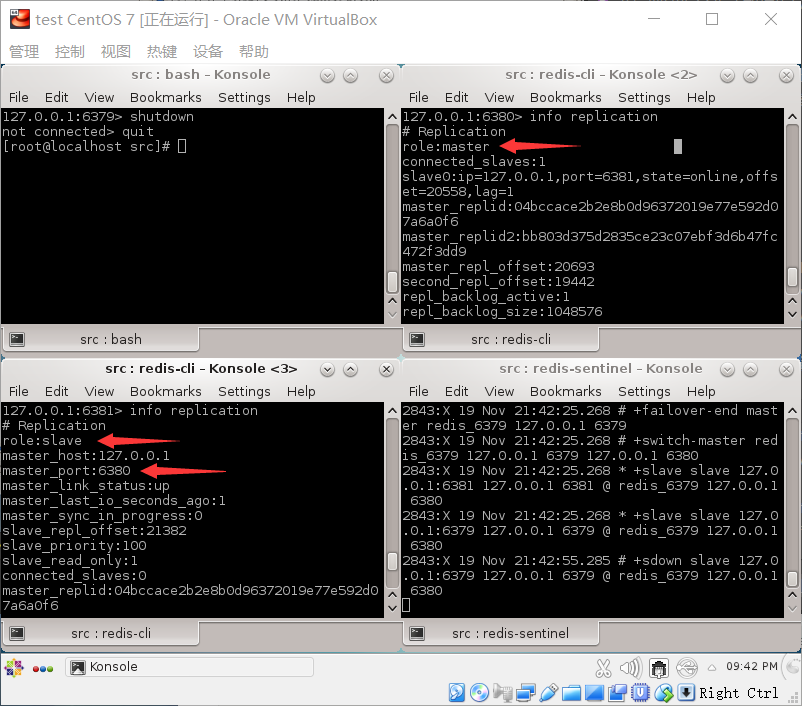 test CentOS 7 [正在运行] - Oracle VM VirtualBox
管理 控制 视图 热键 设备 帮助
src : bash – Konsole
File Edit View Bookmarks Settings Help
127.0.0.1:6379> shutdown
not connected> quit
[root@localhost src]#
src : bash
src : redis-cli – Konsole <2>
File Edit View Bookmarks Settings Help
127.0.0.1:6380> info replication
# Replication
role:master
connected_slaves:1
slave0:ip=127.0.0.1,port=6381,state=online,offs
et=20558,lag=1
master_replid:04bccace2b2e8b0d96372019e77e592d0
7a6a0f6
master_replid2:bb803d375d2835ce23c07ebf3d6b47fc
472f3dd9
master_repl_offset:20693
second_repl_offset:19442
repl_backlog_active:1
repl_backlog_size:1048576
src : redis-cli
src : redis-cli – Konsole <3>
File Edit View Bookmarks Settings Help
127.0.0.1:6381> info replication
# Replication
role:slave
master_host:127.0.0.1
master_port:6380
master_link_status:up
master_last_io_seconds_ago:1
master_sync_in_progress:0
slave_repl_offset:21382
slave_priority:100
slave_read_only:1
connected_slaves:0
master_replid:04bccace2b2e8b0d96372019e77e592d0
7a6a0f6
src : redis-cli
src : redis-sentinel – Konsole
File Edit View Bookmarks Settings Help
2843:X 19 Nov 21:42:25.268 # +failover-end mast
er redis_6379 127.0.0.1 6379
2843:X 19 Nov 21:42:25.268 # +switch-master red
is_6379 127.0.0.1 6379 127.0.0.1 6380
2843:X 19 Nov 21:42:25.268 * +slave slave 127.0
.0.1:6381 127.0.0.1 6381 @ redis_6379 127.0.0.1
6380
2843:X 19 Nov 21:42:25.268 * +slave slave 127.0
.0.1:6379 127.0.0.1 6379 @ redis_6379 127.0.0.1
6380
2843:X 19 Nov 21:42:55.285 # +sdown slave 127.0
.0.1:6379 127.0.0.1 6379 @ redis_6379 127.0.0.1
6380
src : redis-sentinel
Konsole
09:42 PM
Right Ctrl